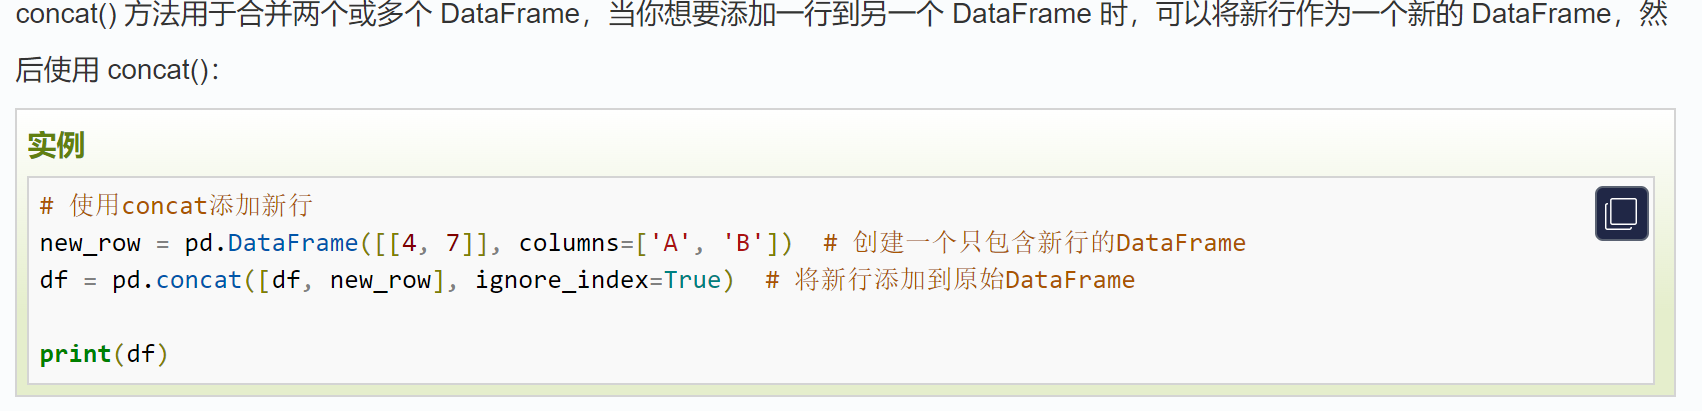 concat() 方法用于合并两个或多个 DataFrame，当你想要添加一行到另一个 DataFrame 时，可以将新行作为一个新的 DataFrame，然
后使用 concat()：
实例
# 使用concat添加新行
new_row = pd.DataFrame([[4, 7]], columns=['A', 'B'])  # 创建一个只包含新行的DataFrame
df = pd.concat([df, new_row], ignore_index=True)  # 将新行添加到原始DataFrame
print(df)